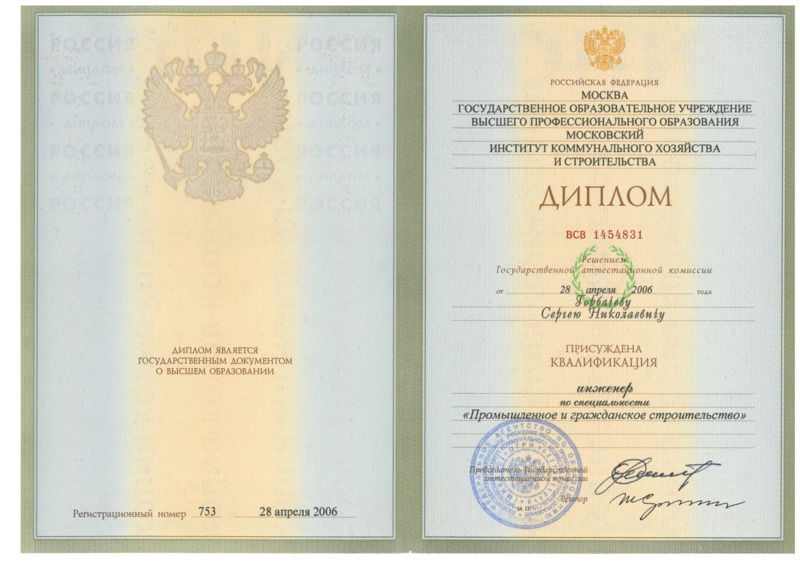 РОССИЯ РОССИЯ
ДИПЛОМ ДИПЛОМ
РОССИЯ РОССИЯ
ДИПЛОМ ДИПЛОМ
РОССИЯ РОССИЯ
ДИПЛОМ ДИПЛОМ
РОССИЯ РОССИЯ
ДИПЛОМ ЯВЛЯЕТСЯ
ГОСУДАРСТВЕННЫМ ДОКУМЕНТОМ
О ВЫСШЕМ ОБРАЗОВАНИИ
Регистрационный номер 753 28 апреля 2006
РОССИЙСКАЯ ФЕДЕРАЦИЯ
МОСКВА
ГОСУДАРСТВЕННОЕ ОБРАЗОВАТЕЛЬНОЕ УЧРЕЖДЕНИЕ
ВЫСШЕГО ПРОФЕССИОНАЛЬНОГО ОБРАЗОВАНИЯ
МОСКОВСКИЙ
ИНСТИТУТ КОММУНАЛЬНОГО ХОЗЯЙСТВА
И СТРОИТЕЛЬСТВА
ДИПЛОМ
ВСВ 1454831
Решением
Государственной аттестационной комиссии
от 28 апреля 2006 года
Горбачеву
Сергею Николаевичу
ПРИСУЖДЕНА
КВАЛИФИКАЦИЯ
инженер
по специальности
«Промышленное и гражданское строительство»
Председатель Государственной
аттестационной комиссии
Ректор
М.П.